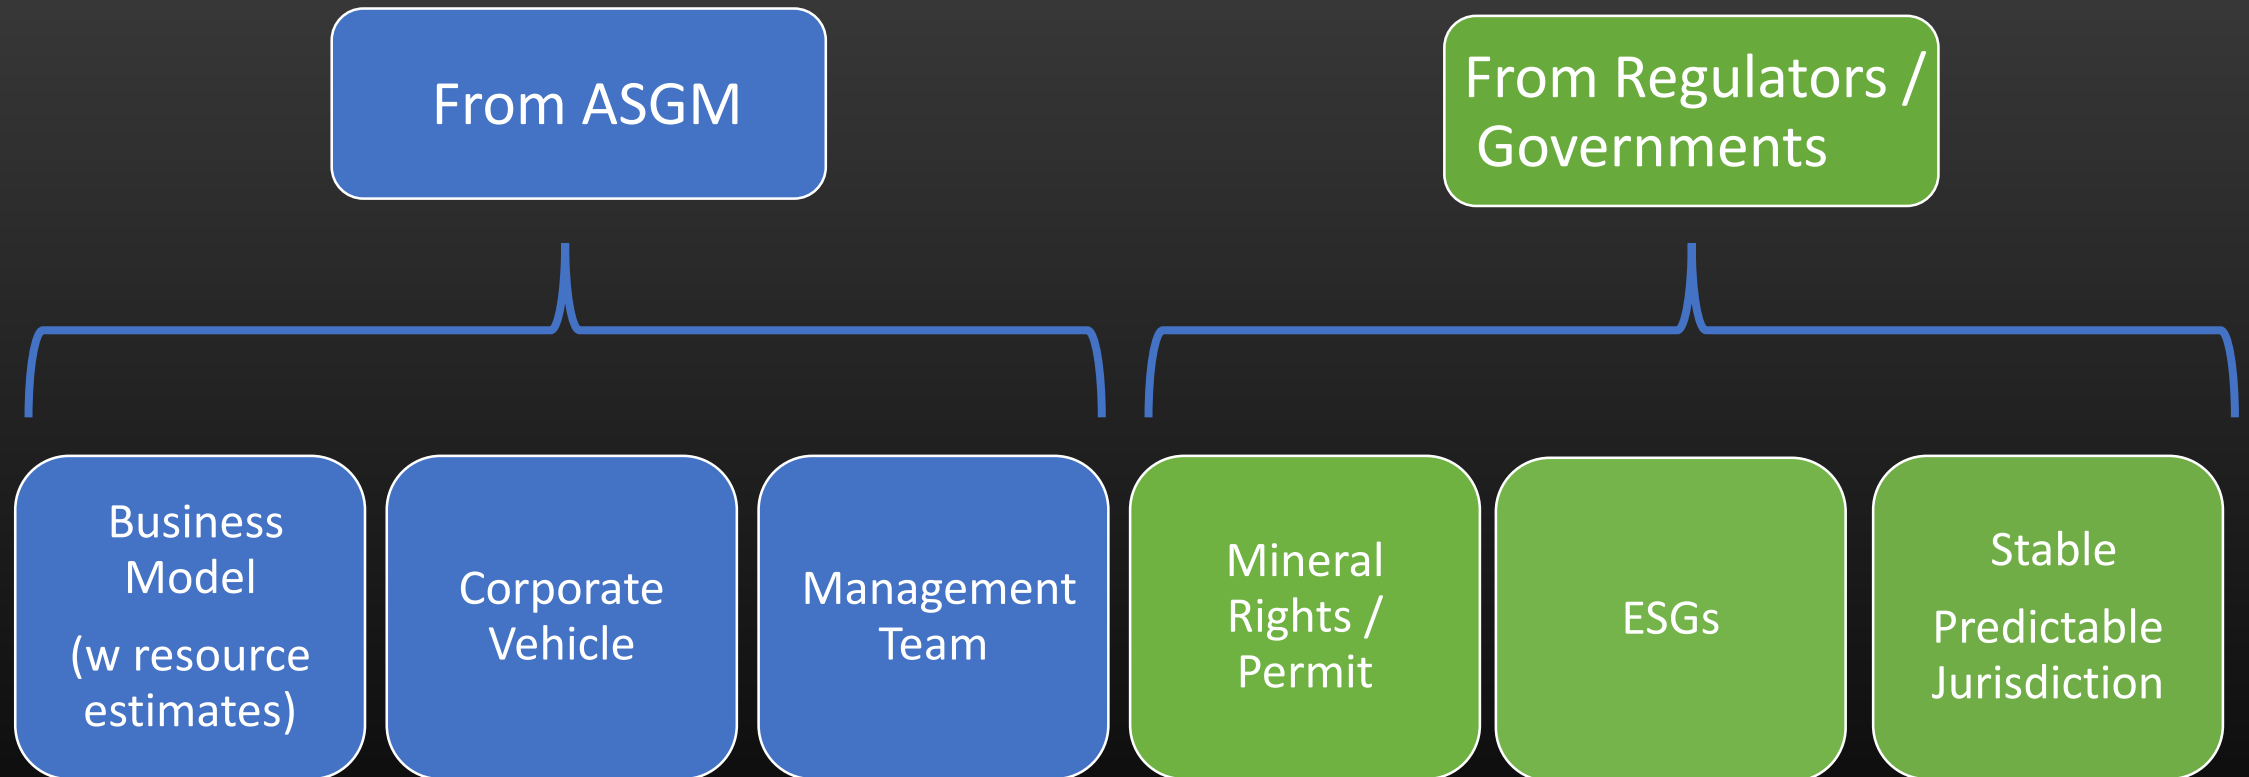 From ASGM
From Regulators /
Governments
Business
Model
(w resource
estimates)
Corporate
Vehicle
Management
Team
Mineral
Rights /
Permit
ESGs
Stable
Predictable
Jurisdiction